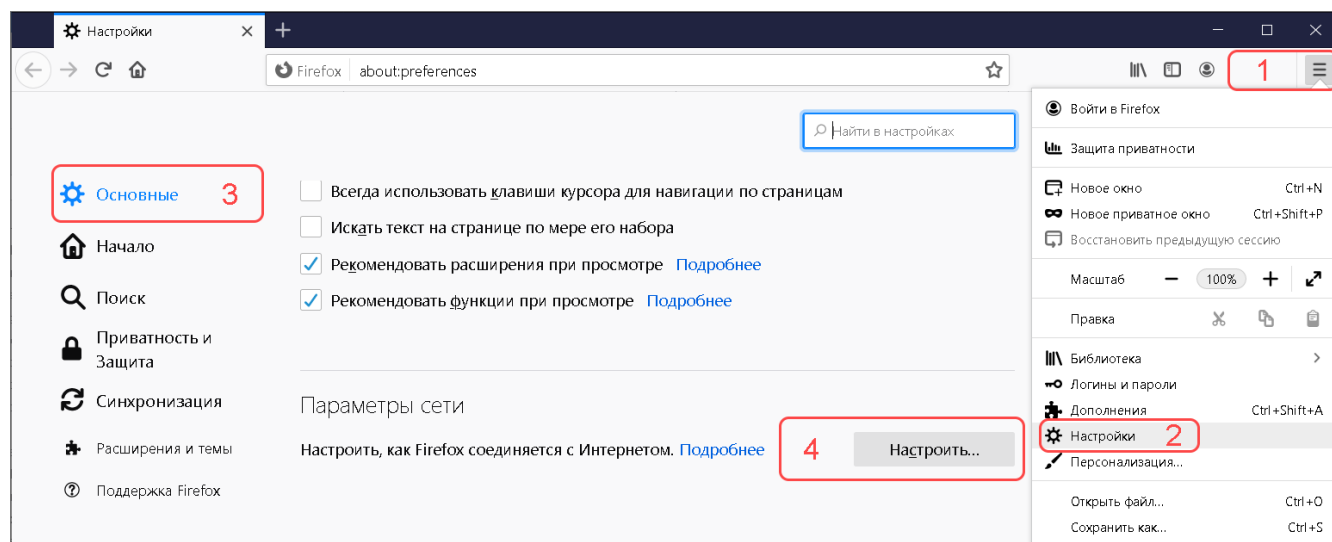 Настройки
Firefox about:preferences
1
Найти в настройках
Основные 3
Начало
Поиск
Приватность и
Защита
Синхронизация
Расширения и темы
Поддержка Firefox
Всегда использовать клавиши курсора для навигации по страницам
Искать текст на странице по мере его набора
Рекомендовать расширения при просмотре Подробнее
Рекомендовать функции при просмотре Подробнее
Параметры сети
Настроить, как Firefox соединяется с Интернетом. Подробнее 4 Настроить...
Войти в Firefox
Защита приватности
Новое окно Ctrl+N
Новое приватное окно Ctrl+Shift+P
Восстановить предыдущую сессию
Масштаб 100%
Правка
Библиотека
Логины и пароли
Дополнения Ctrl+Shift+A
Настройки 2
Персонализация...
Открыть файл... Ctrl+O
Сохранить как... Ctrl+S